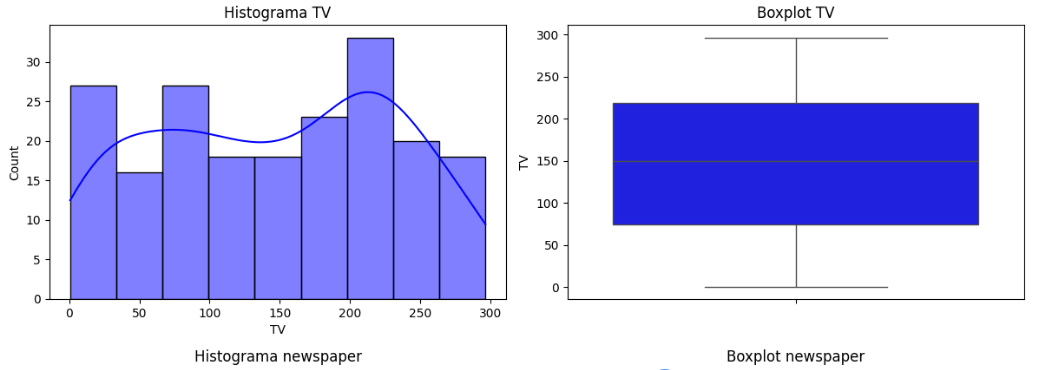 Histograma TV
Count
30
25
20
15
10
5
0
0 50 100 150 200 250 300
TV
Boxplot TV
TV
300
250
200
150
100
50
0
Histograma newspaper
Boxplot newspaper